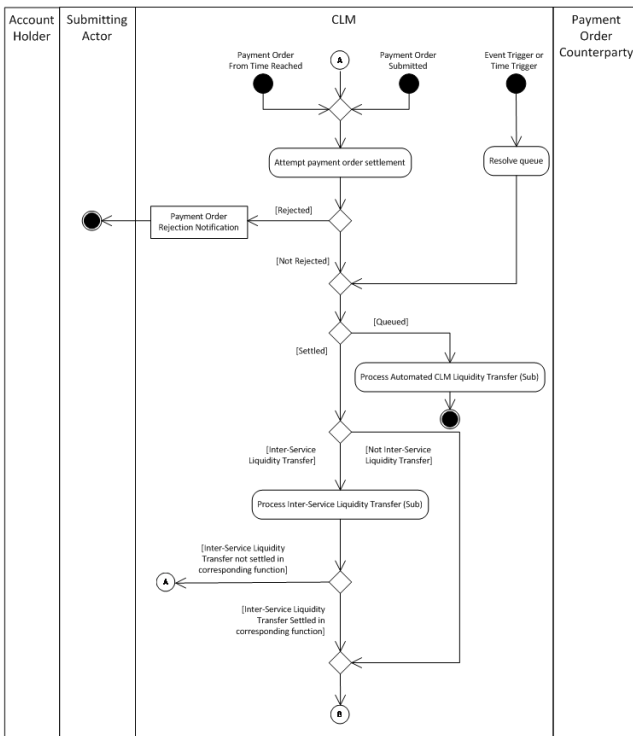 Account
Holder
Submitting
Actor
CLM
Payment
Order
Counterparty
Payment Order
From Time Reached
A
Payment Order
Submitted
Event Trigger or
Time Trigger
Attempt payment order settlement
Resolve queue
[Rejected]
Payment Order
Rejection Notification
[Not Rejected]
[Queued]
[Settled]
Process Automated CLM Liquidity Transfer (Sub)
[Inter-Service
Liquidity Transfer]
[Not Inter-Service
Liquidity Transfer]
Process Inter-Service Liquidity Transfer (Sub)
[Inter-Service Liquidity
Transfer not settled in
corresponding function]
A
[Inter-Service Liquidity
Transfer Settled in
corresponding function]
B